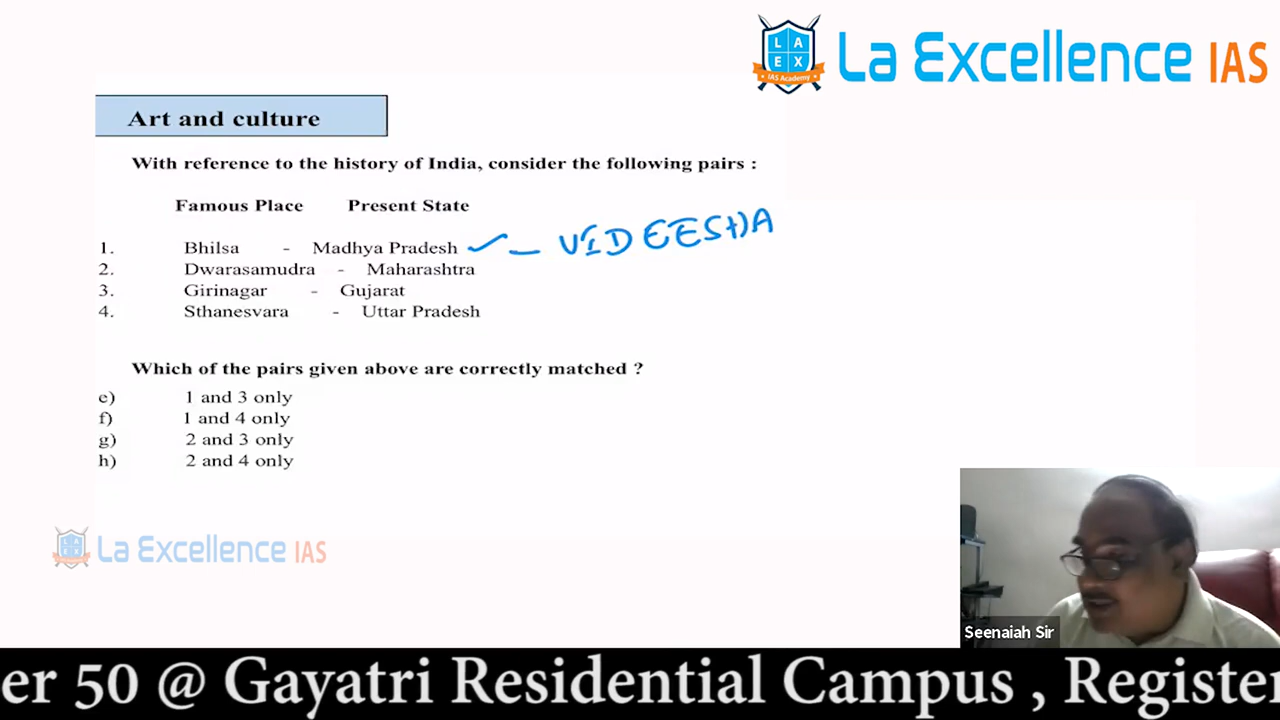 LA
EX
IAS Academy
La Excellence IAS
Art and culture
With reference to the history of India, consider the following pairs :
Famous Place Present State
1. Bhilsa - Madhya Pradesh – VIDEESHA
2. Dwarasamudra - Maharashtra
3. Girinagar - Gujarat
4. Sthanesvara - Uttar Pradesh
Which of the pairs given above are correctly matched ?
e) 1 and 3 only
f) 1 and 4 only
g) 2 and 3 only
h) 2 and 4 only
La Excellence IAS
Seenaiah Sir
er 50 @ Gayatri Residential Campus , Register